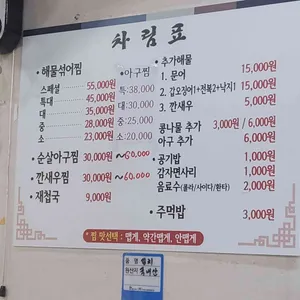 차림표
• 해물섞어찜
스페셜 55,000원
특대 45,000원
대 35,000원
중 28,000원
소 23,000원
• 순살아구찜 30,000원 ~60.000
• 깐새우찜 30,000원 ~60.000
• 재첩국 9,000원
•아구찜
특:38,000
대:30,000
중:25,000
소:20,000
• 추가해물
1. 문어 15,000원
2. 갑오징어1+전복2+낙지1 15,000원
3. 깐새우 5,000원
콩나물 추가 3,000원 / 6,000원
아구 추가 6,000원
• 공기밥 1,000원
감자면사리 2,000원
음료수(콜라/사이다/환타) 2,000원
• 주먹밥 3,000원
• 찜 맛선택 : 맵게, 약간맵게, 안맵게
품명
원산지